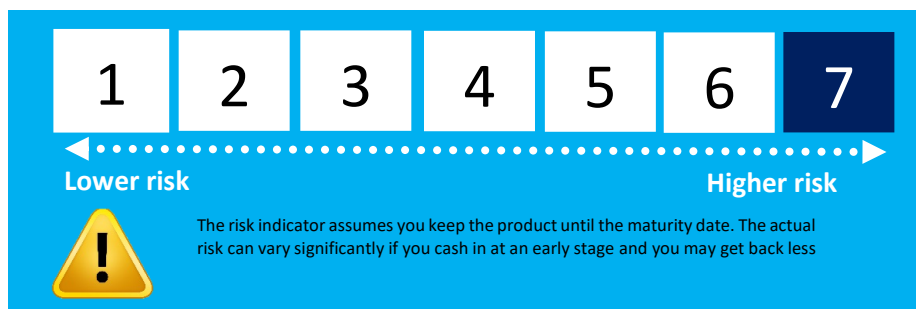 1 2 3 4 5 6 7
Lower risk Higher risk
!
The risk indicator assumes you keep the product until the maturity date. The actual
risk can vary significantly if you cash in at an early stage and you may get back less